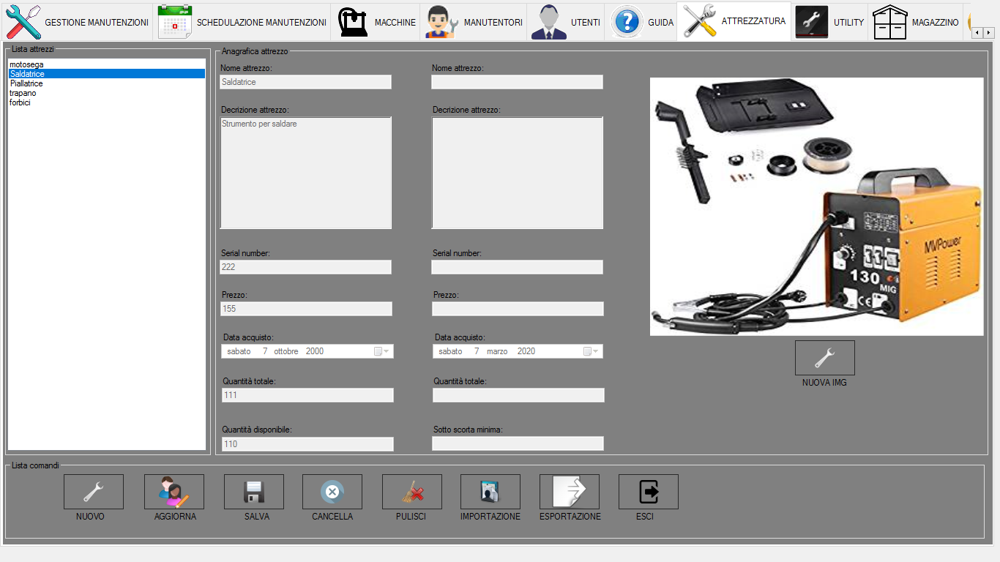 GESTIONE MANUTENZIONI
SCHEDULAZIONE MANUTENZIONI
MACCHINE
MANUTENTORI
UTENTI
GUIDA
ATTREZZATURA
UTILITY
MAGAZZINO
Lista attrezzi
motosega
Saldatrice
Piallatrice
trapano
forbici
Anagrafica attrezzo
Nome attrezzo:
Saldatrice
Decrizione attrezzo:
Strumento per saldare
Serial number:
222
Prezzo:
155
Data acquisto:
sabato 7 ottobre 2000
Quantità totale:
111
Quantità disponibile:
110
Nome attrezzo:
Decrizione attrezzo:
Serial number:
Prezzo:
Data acquisto:
sabato 7 marzo 2020
Quantità totale:
Sotto scorta minima:
MVPower
130
MIG
CE
NUOVA IMG
Lista comandi
NUOVO
AGGIORNA
SALVA
CANCELLA
PULISCI
IMPORTAZIONE
ESPORTAZIONE
ESCI